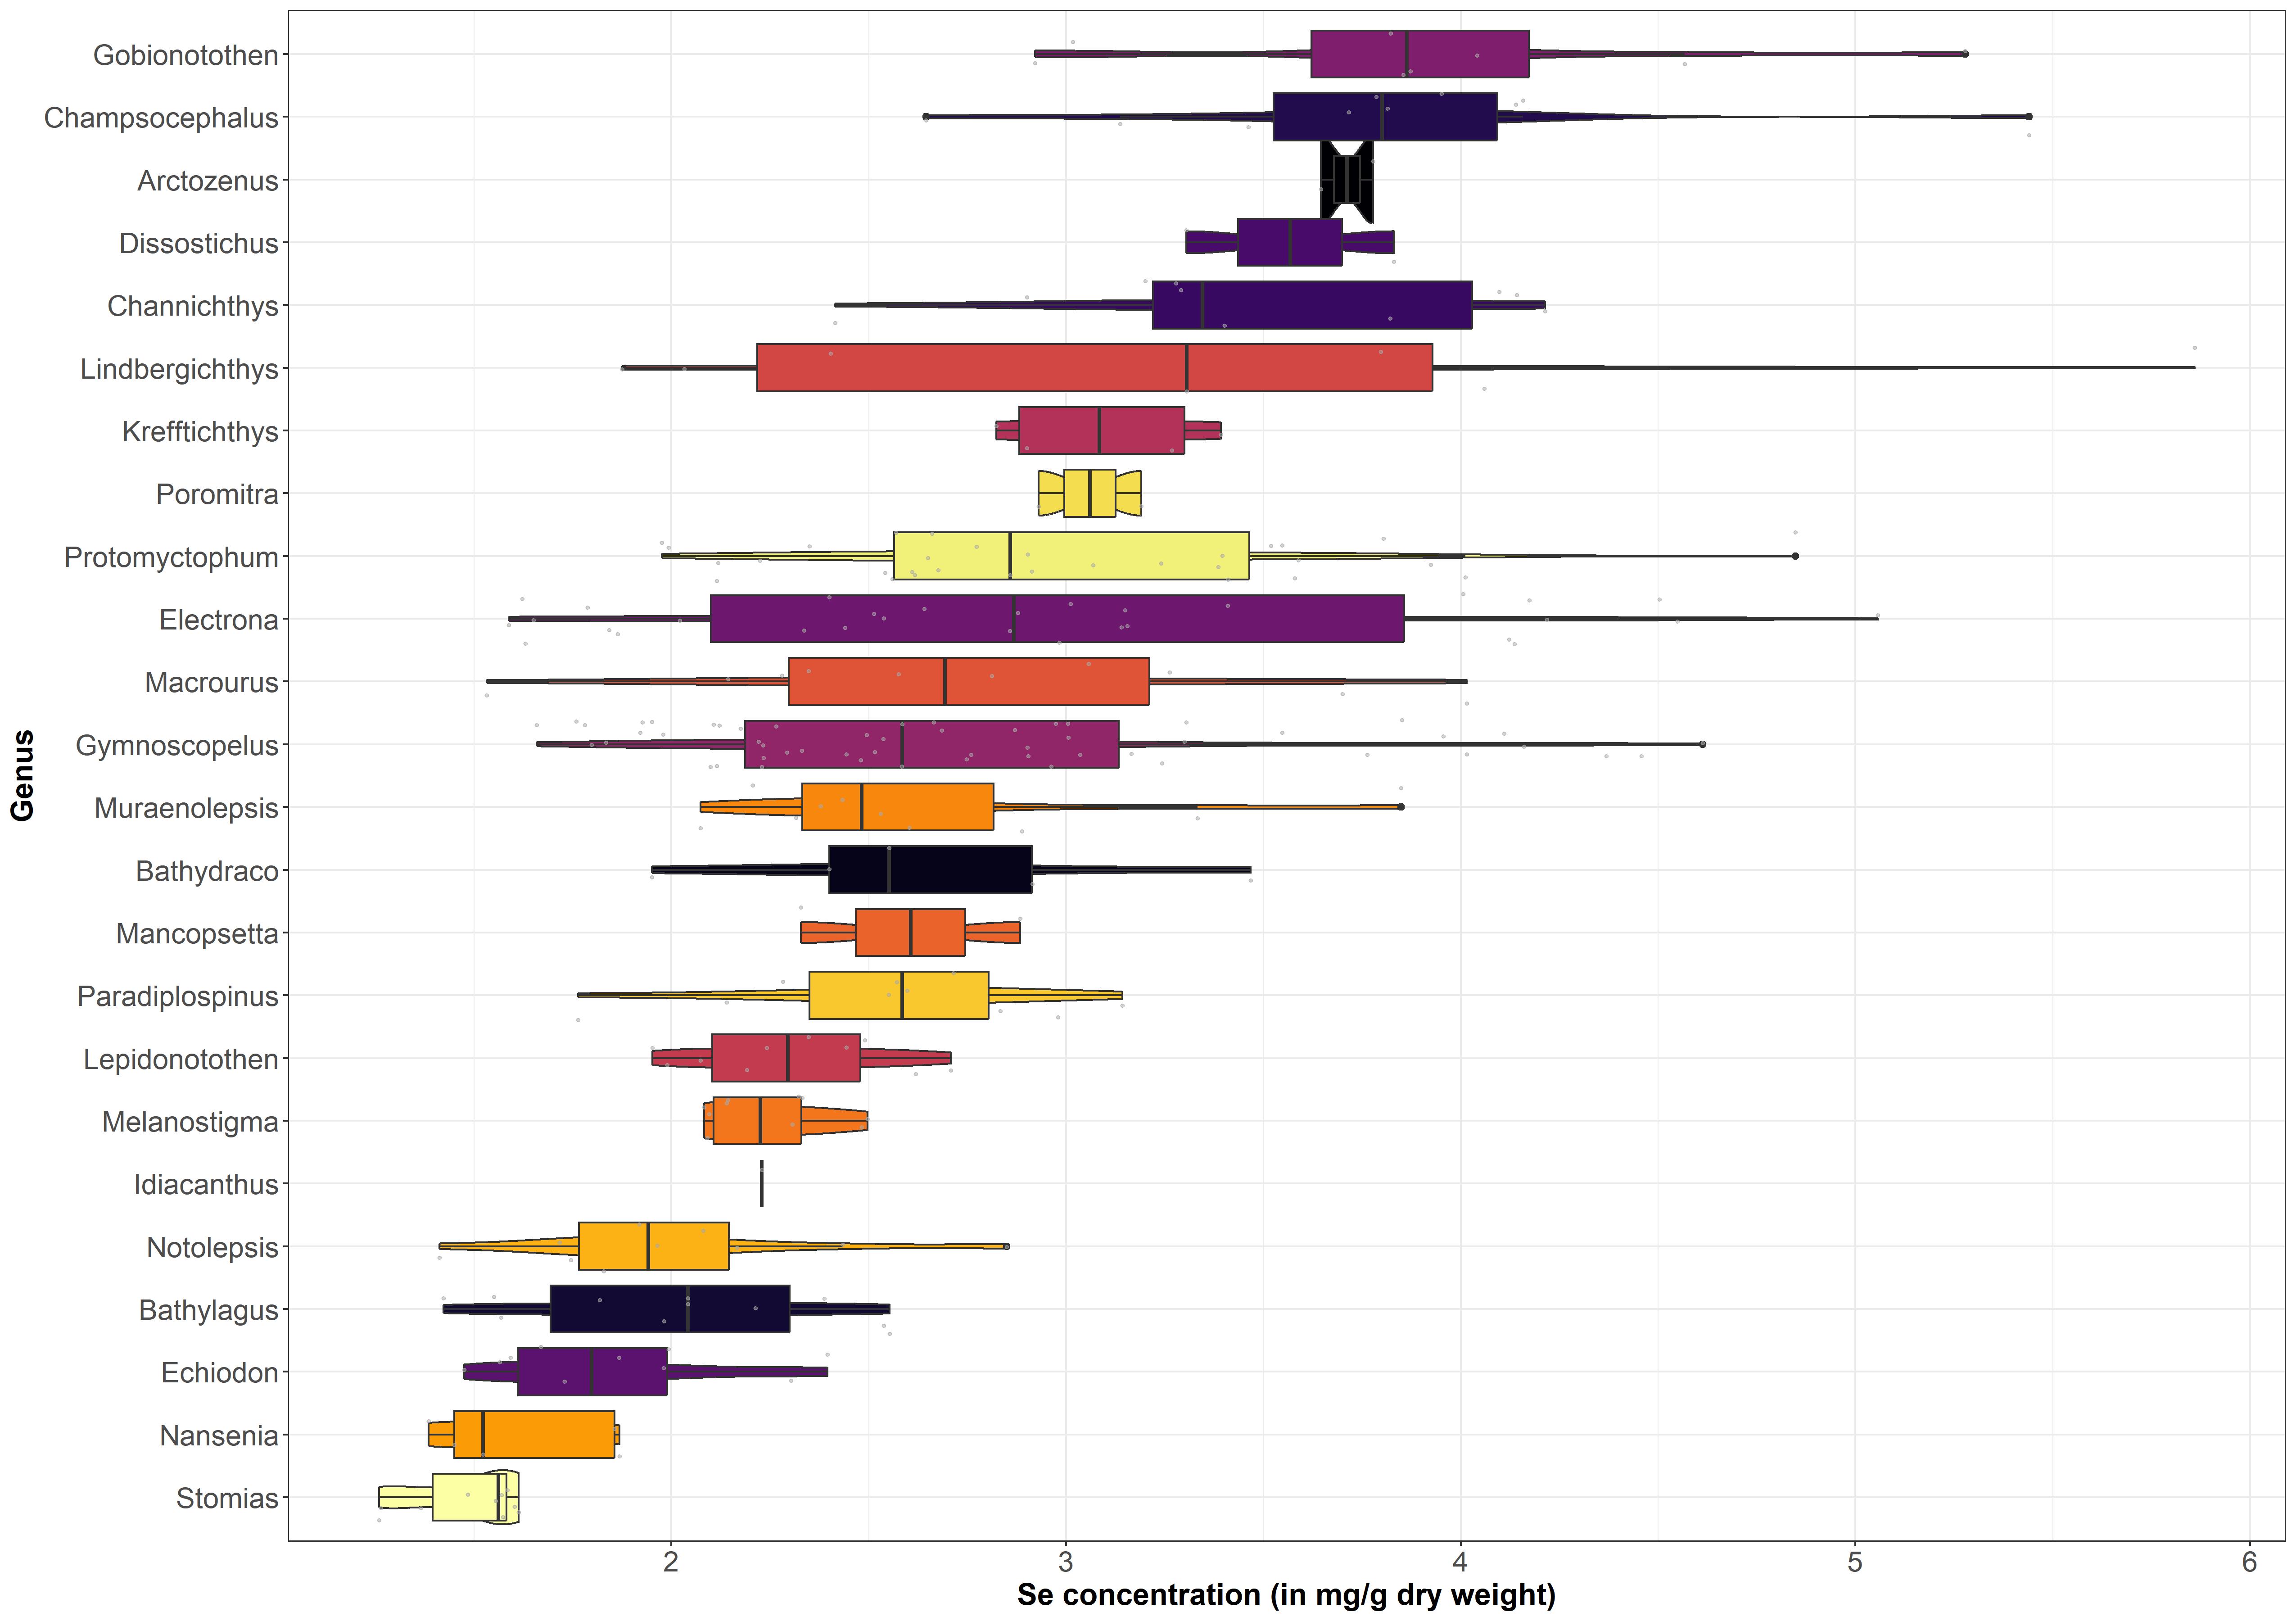 Genus
Gobionotothen
Champsocephalus
Arctozenus
Dissostichus
Channichthys
Lindbergichthys
Krefftichthys
Poromitra
Protomyctophum
Electrona
Macrourus
Gymnoscopelus
Muraenolepsis
Bathydraco
Mancopsetta
Paradiplospinus
Lepidonotothen
Melanostigma
Idiacanthus
Notolepsis
Bathylagus
Echiodon
Nansenia
Stomias
2 3 4 5 6
Se concentration (in mg/g dry weight)